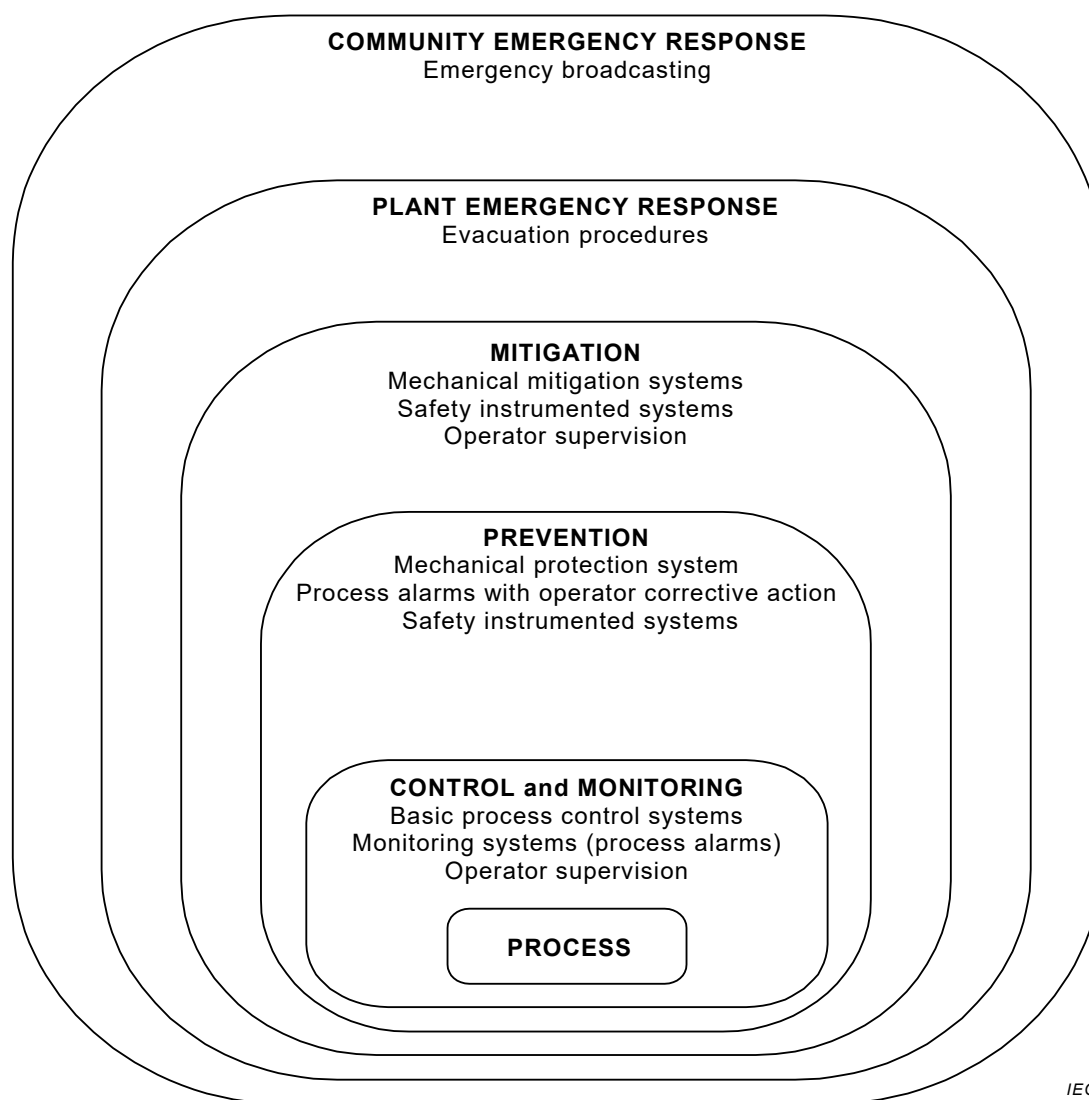 COMMUNITY EMERGENCY RESPONSE
Emergency broadcasting
PLANT EMERGENCY RESPONSE
Evacuation procedures
MITIGATION
Mechanical mitigation systems
Safety instrumented systems
Operator supervision
PREVENTION
Mechanical protection system
Process alarms with operator corrective action
Safety instrumented systems
CONTROL and MONITORING
Basic process control systems
Monitoring systems (process alarms)
Operator supervision
PROCESS
IEC